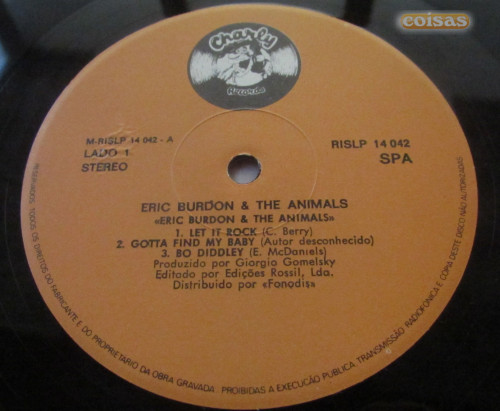 coisas
Charly
Records
M-RISLP 14 042 - A
LADO 1
STEREO
RISLP 14 042
SPA
ERIC BURDON & THE ANIMALS
«ERIC BURDON & THE ANIMALS»
1. LET IT ROCK (C. Berry)
2. GOTTA FIND MY BABY (Autor desconhecido)
3. BO DIDDLEY (E. McDaniels)
Produzido por Giorgia Gomelsky
Editado por Edições Rossil, Lda.
Distribuído por «Fonodis»
RESERVADOS TODOS OS DIREITOS DO FABRICANTE E DO PROPRIETARIO DA OBRA GRAVADA. PROIBIDAS A EXECUÇÃO PUBLICA, TRANSMISSÃO RADIOFONICA E COPIA DESTE DISCO NÃO AUTORIZADAS